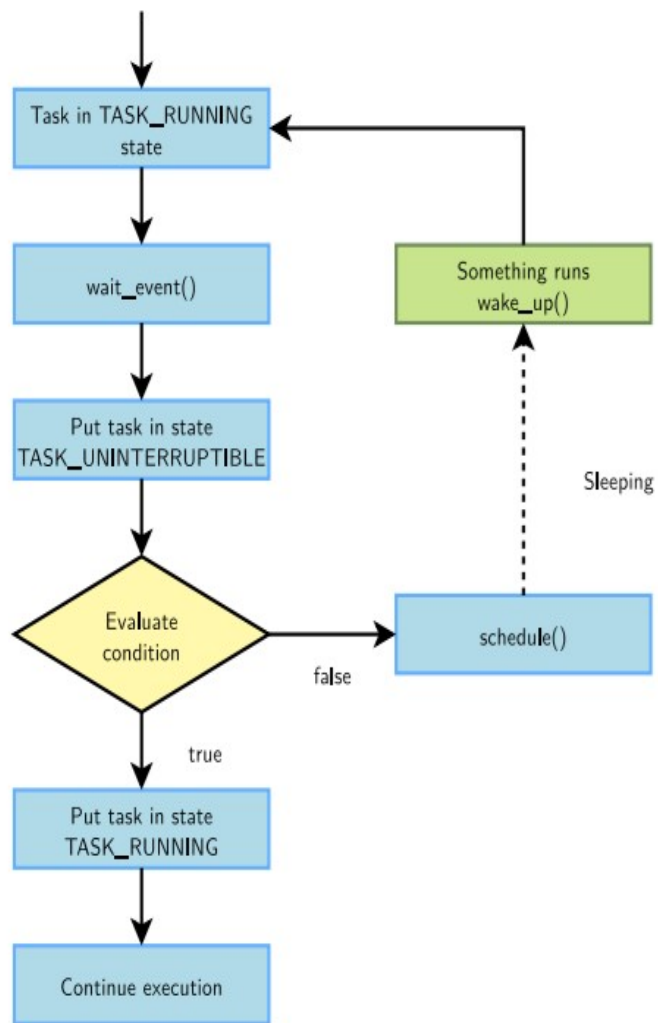 Task in TASK_RUNNING
state
wait_event()
Something runs
wake_up()
Put task in state
TASK_UNINTERRUPTIBLE
Sleeping
Evaluate
condition
schedule()
false
true
Put task in state
TASK_RUNNING
Continue execution